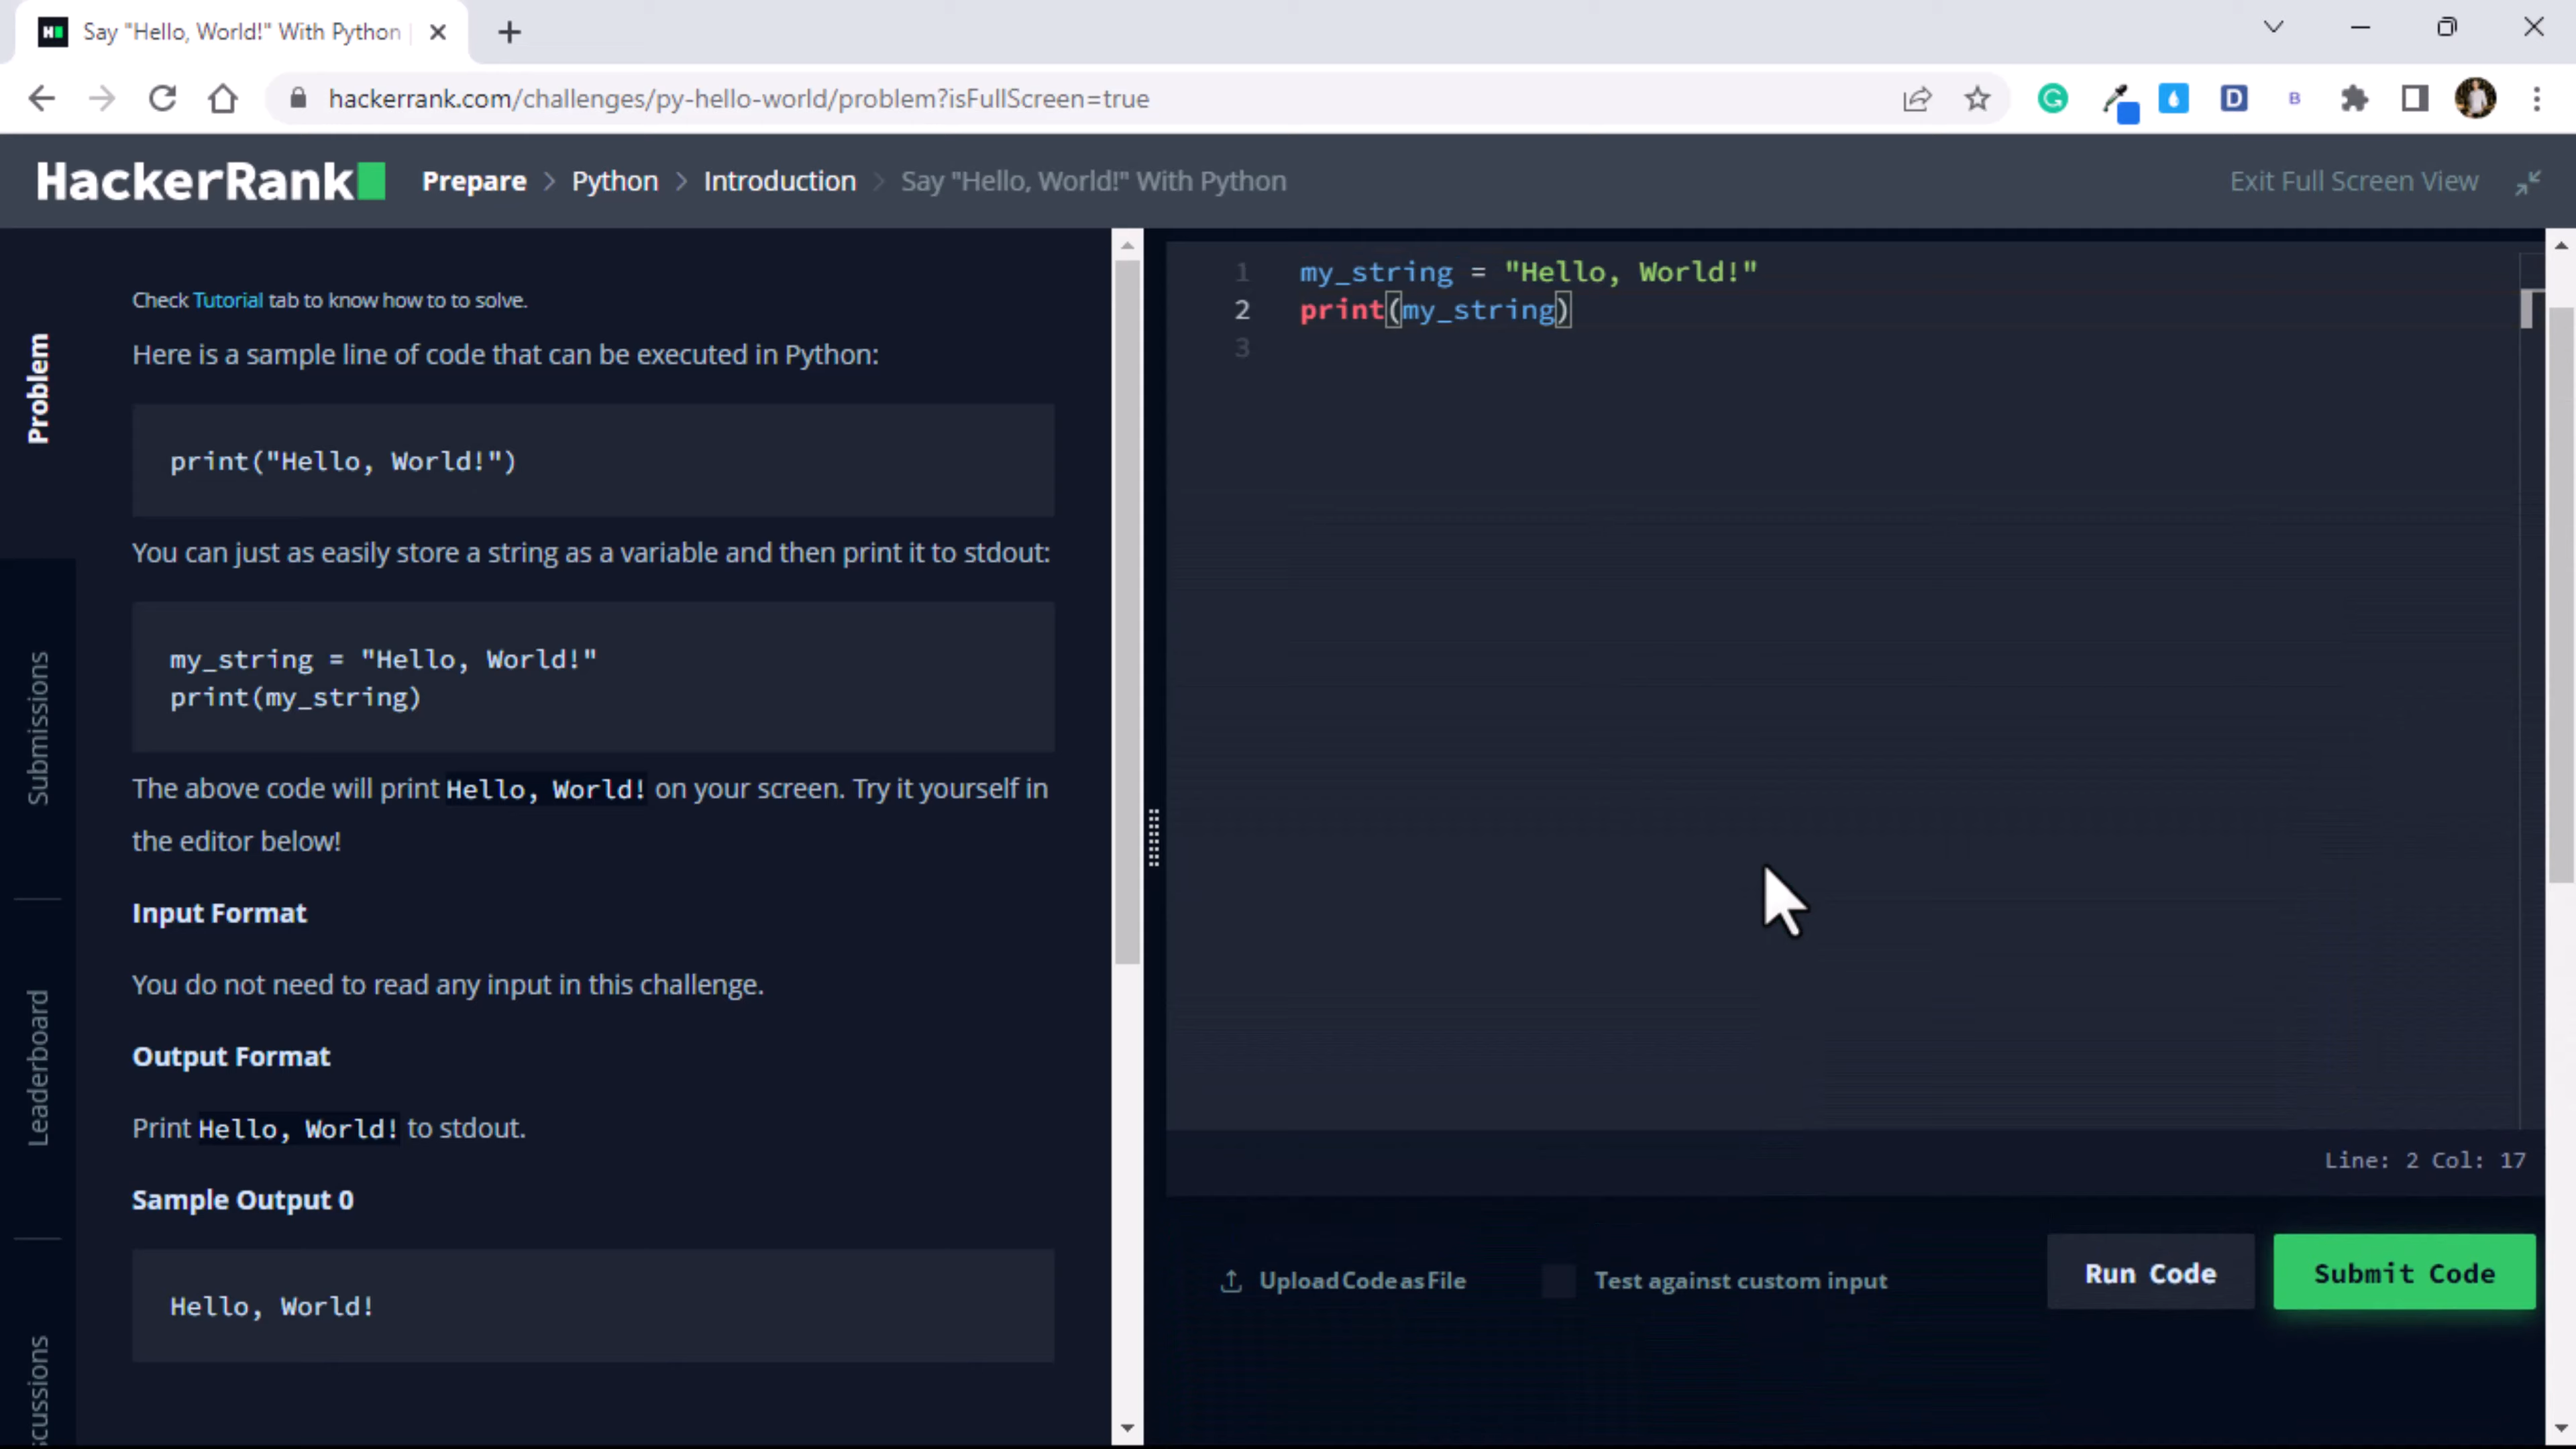 Say "Hello, World!" With Python
hackerrank.com/challenges/py-hello-world/problem?isFullScreen=true
HackerRank Prepare > Python > Introduction > Say "Hello, World!" With Python
Exit Full Screen View
Problem
Submissions
Leaderboard
cussions
Check Tutorial tab to know how to to solve.
Here is a sample line of code that can be executed in Python:
print("Hello, World!")
You can just as easily store a string as a variable and then print it to stdout:
my_string = "Hello, World!"
print(my_string)
The above code will print Hello, World! on your screen. Try it yourself in
the editor below!
Input Format
You do not need to read any input in this challenge.
Output Format
Print Hello, World! to stdout.
Sample Output 0
Hello, World!
1 my_string = "Hello, World!"
2 print(my_string)
3
Line: 2 Col: 17
Upload Code as File
Test against custom input
Run Code
Submit Code